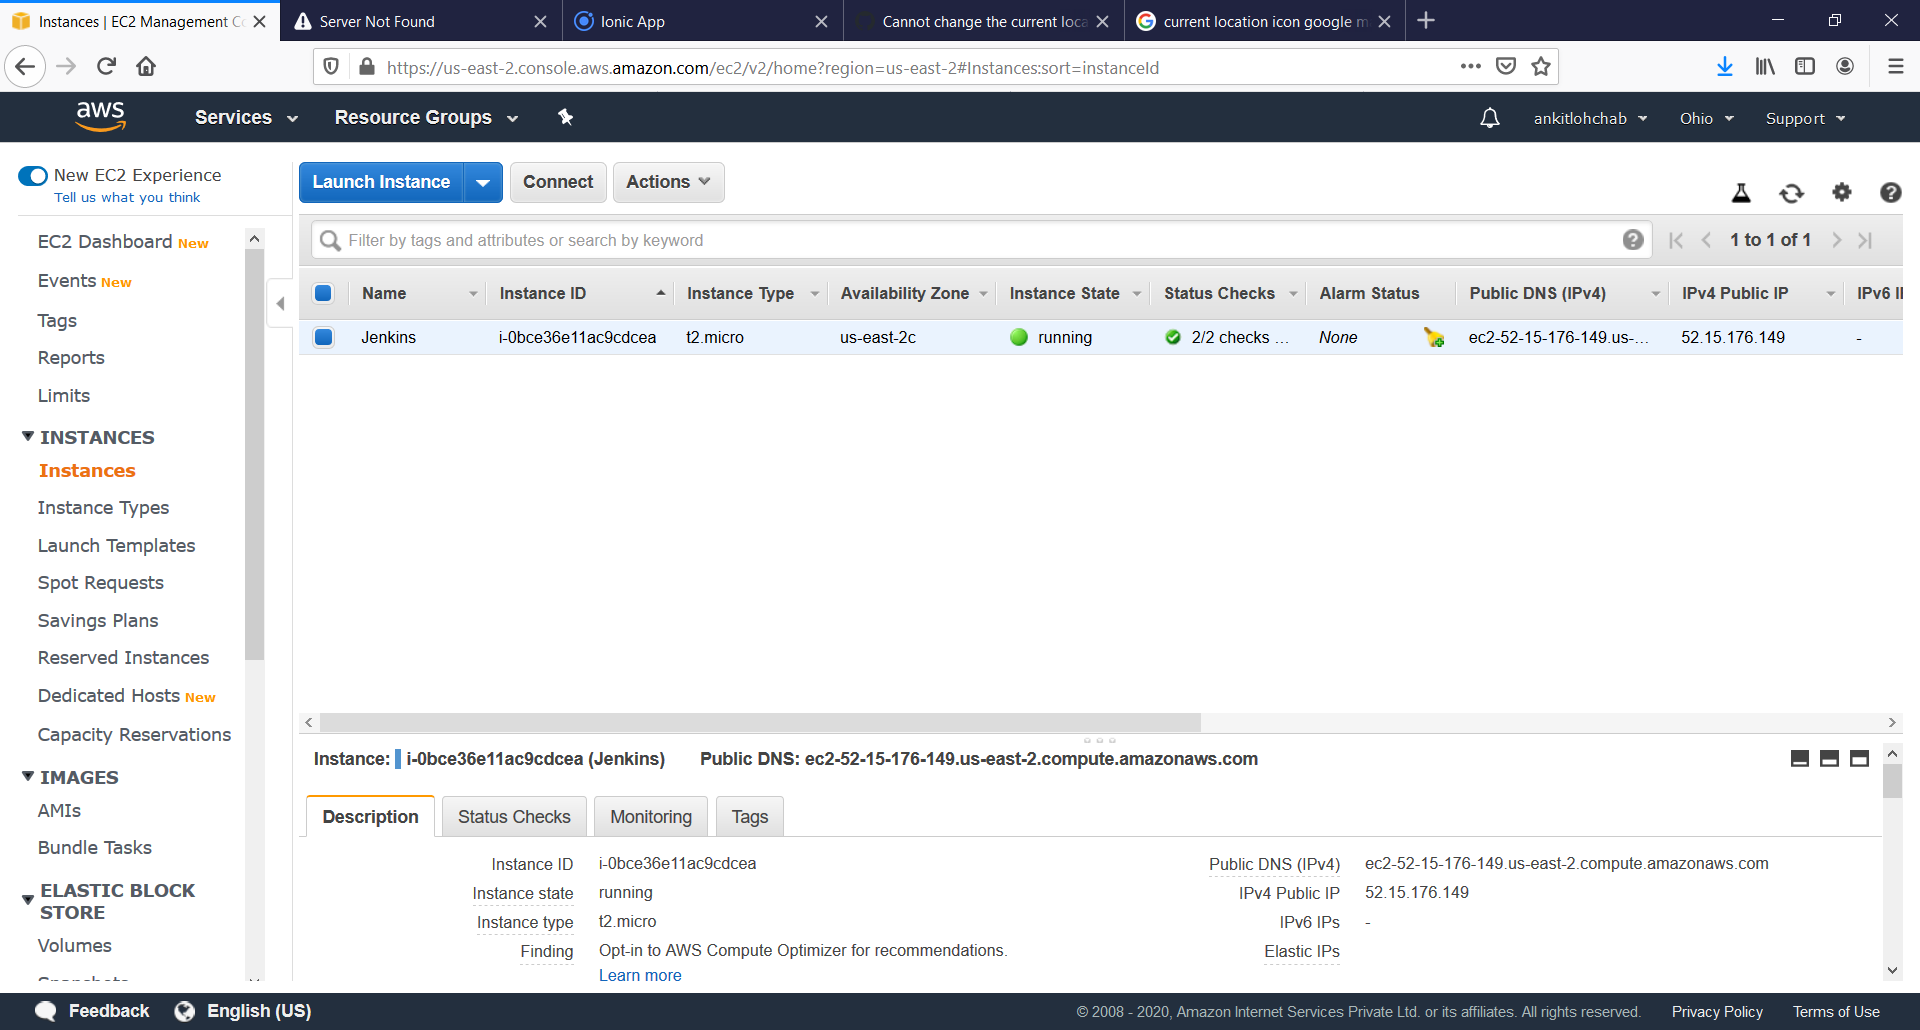 Instances | EC2 Management Co
Server Not Found
Ionic App
Cannot change the current loca
current location icon google m
https://us-east-2.console.aws.amazon.com/ec2/v2/home?region=us-east-2#Instances:sort=instanceId
aws
Services
Resource Groups
ankitlohchab
Ohio
Support
New EC2 Experience
Tell us what you think
EC2 Dashboard New
Events New
Tags
Reports
Limits
INSTANCES
Instances
Instance Types
Launch Templates
Spot Requests
Savings Plans
Reserved Instances
Dedicated Hosts New
Capacity Reservations
IMAGES
AMIs
Bundle Tasks
ELASTIC BLOCK
STORE
Volumes
Snapshots
Launch Instance
Connect
Actions
Filter by tags and attributes or search by keyword
1 to 1 of 1
Name Instance ID Instance Type Availability Zone Instance State Status Checks Alarm Status Public DNS (IPv4) IPv4 Public IP IPv6 I
Jenkins i-0bce36e11ac9cdcea t2.micro us-east-2c running 2/2 checks ... None ec2-52-15-176-149.us-... 52.15.176.149 -
Instance: i-0bce36e11ac9cdcea (Jenkins) Public DNS: ec2-52-15-176-149.us-east-2.compute.amazonaws.com
Description
Status Checks
Monitoring
Tags
Instance ID i-0bce36e11ac9cdcea
Instance state running
Instance type t2.micro
Finding Opt-in to AWS Compute Optimizer for recommendations.
Learn more
Public DNS (IPv4) ec2-52-15-176-149.us-east-2.compute.amazonaws.com
IPv4 Public IP 52.15.176.149
IPv6 IPs -
Elastic IPs
Feedback
English (US)
© 2008 - 2020, Amazon Internet Services Private Ltd. or its affiliates. All rights reserved.
Privacy Policy
Terms of Use